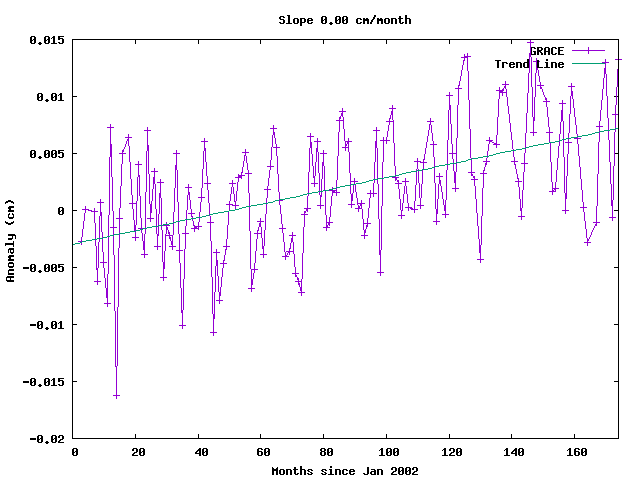 Slope 0.00 cm/month
GRACE
Trend Line
0.015
0.01
0.005
0
-0.005
-0.01
-0.015
-0.02
Anomaly (cm)
0 20 40 60 80 100 120 140 160
Months since Jan 2002